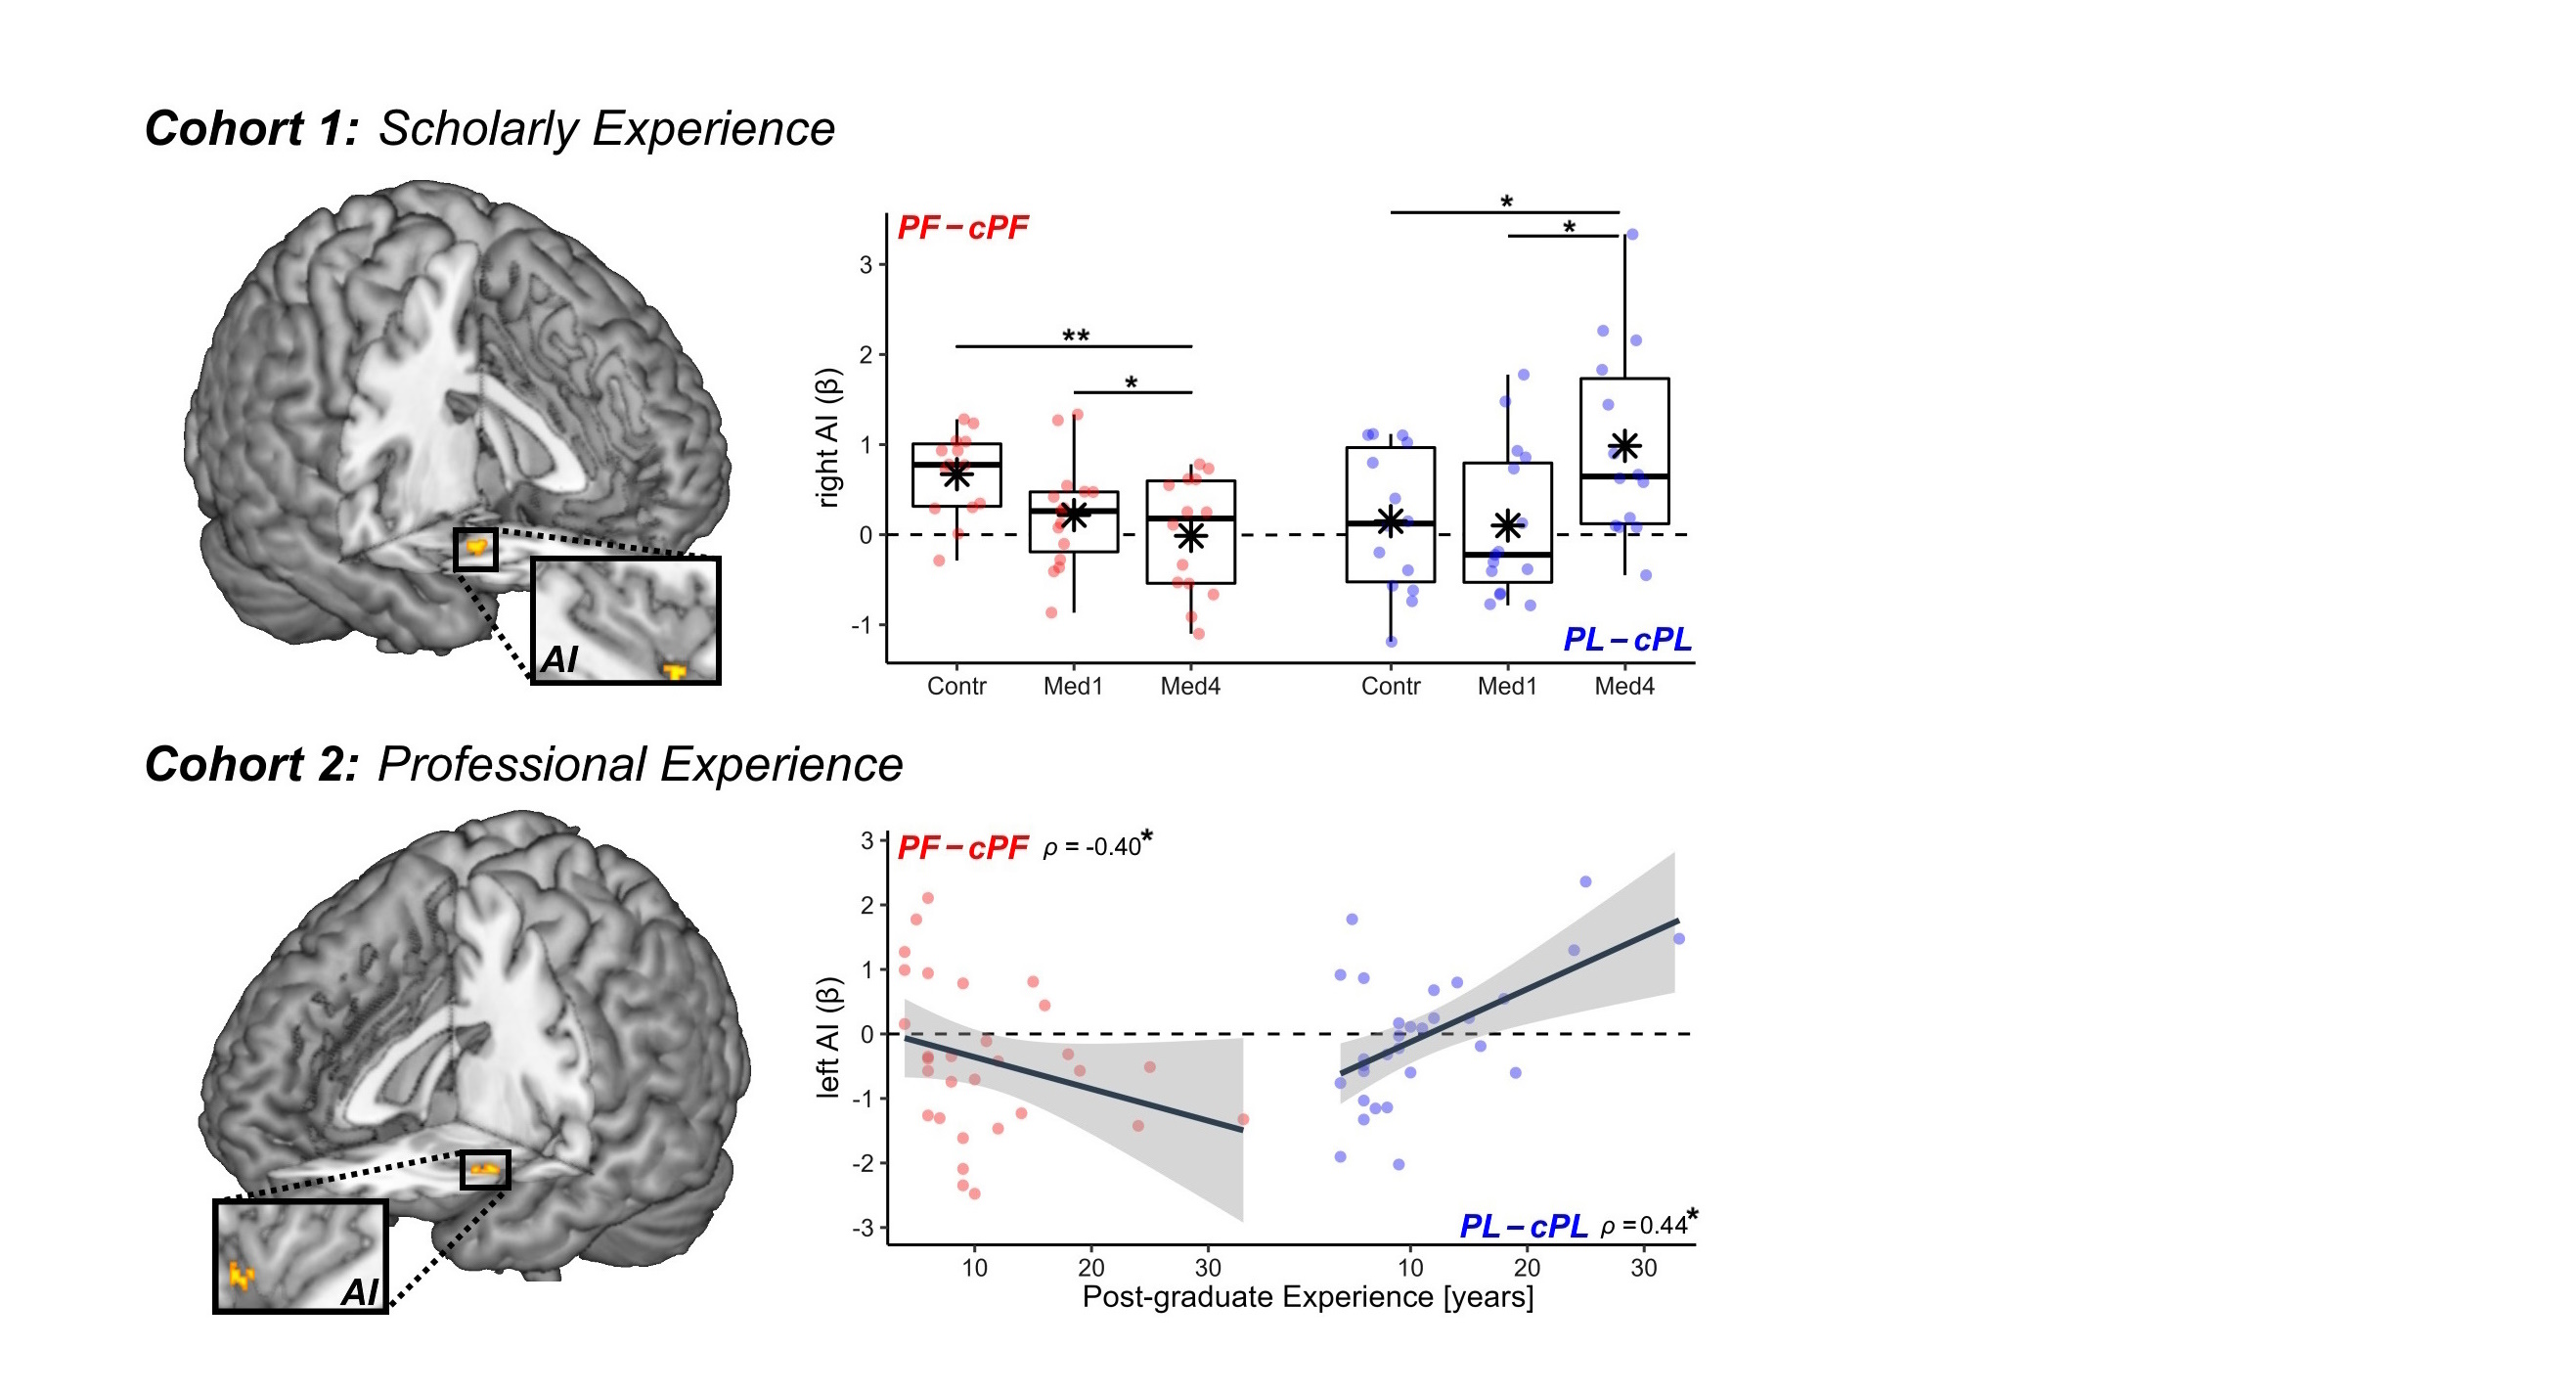 Cohort 1: Scholarly Experience
PF – cPF
*
*
**
*
3
2
1
0
-1
right AI (β)
PL – cPL
Contr Med1 Med4 Contr Med1 Med4
AI
Cohort 2: Professional Experience
PF – cPF ρ = -0.40*
3
2
1
0
-1
-2
-3
left AI (β)
PL – cPL ρ = 0.44*
10 20 30 10 20 30
Post-graduate Experience [years]
AI